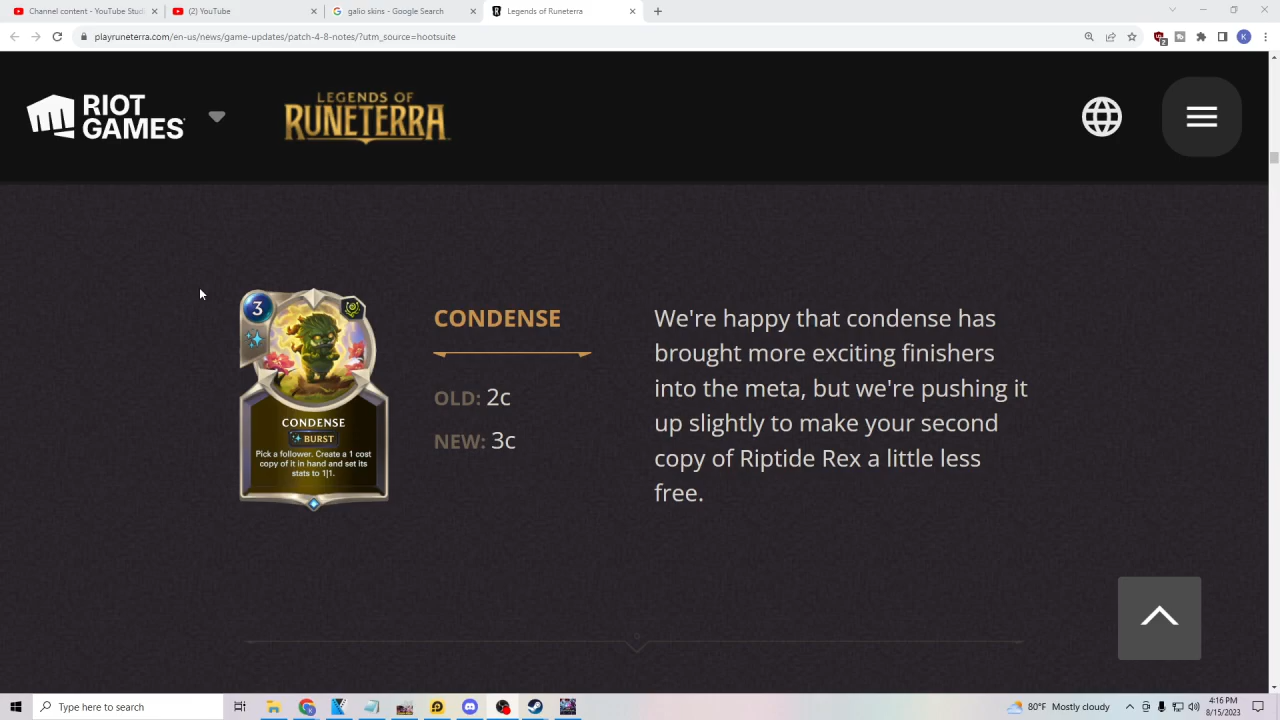 Channel content - YouTube Stud
(2) YouTube
galio skins - Google Search
Legends of Runeterra
playruneterra.com/en-us/news/game-updates/patch-4-8-notes/?utm_source=hootsuite
2
K
RIOT
GAMES
LEGENDS OF
RUNETERRA
3
CONDENSE
BURST
Pick a follower. Create a 1 cost
copy of it in hand and set its
stats to 1|1.
CONDENSE
OLD: 2c
NEW: 3c
We're happy that condense has
brought more exciting finishers
into the meta, but we're pushing it
up slightly to make your second
copy of Riptide Rex a little less
free.
Type here to search
80°F Mostly cloudy
4:16 PM
8/15/2023